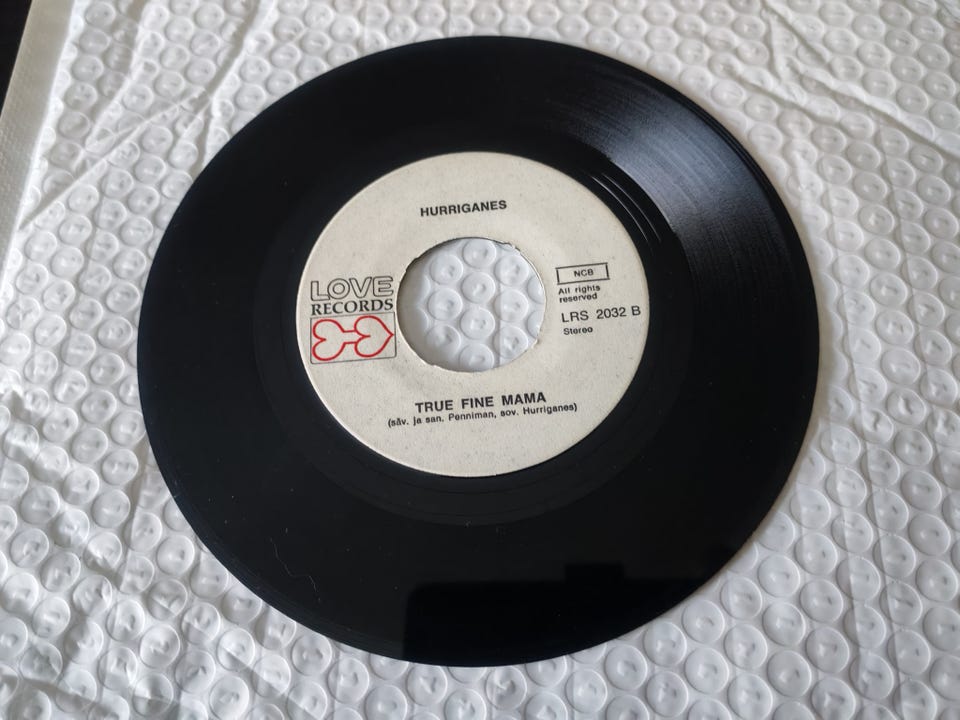 HURRIGANES
LOVE
RECORDS
NCB
All rights
reserved
LRS 2032 B
Stereo
TRUE FINE MAMA
(säv. ja san. Penniman, sov. Hurriganes)